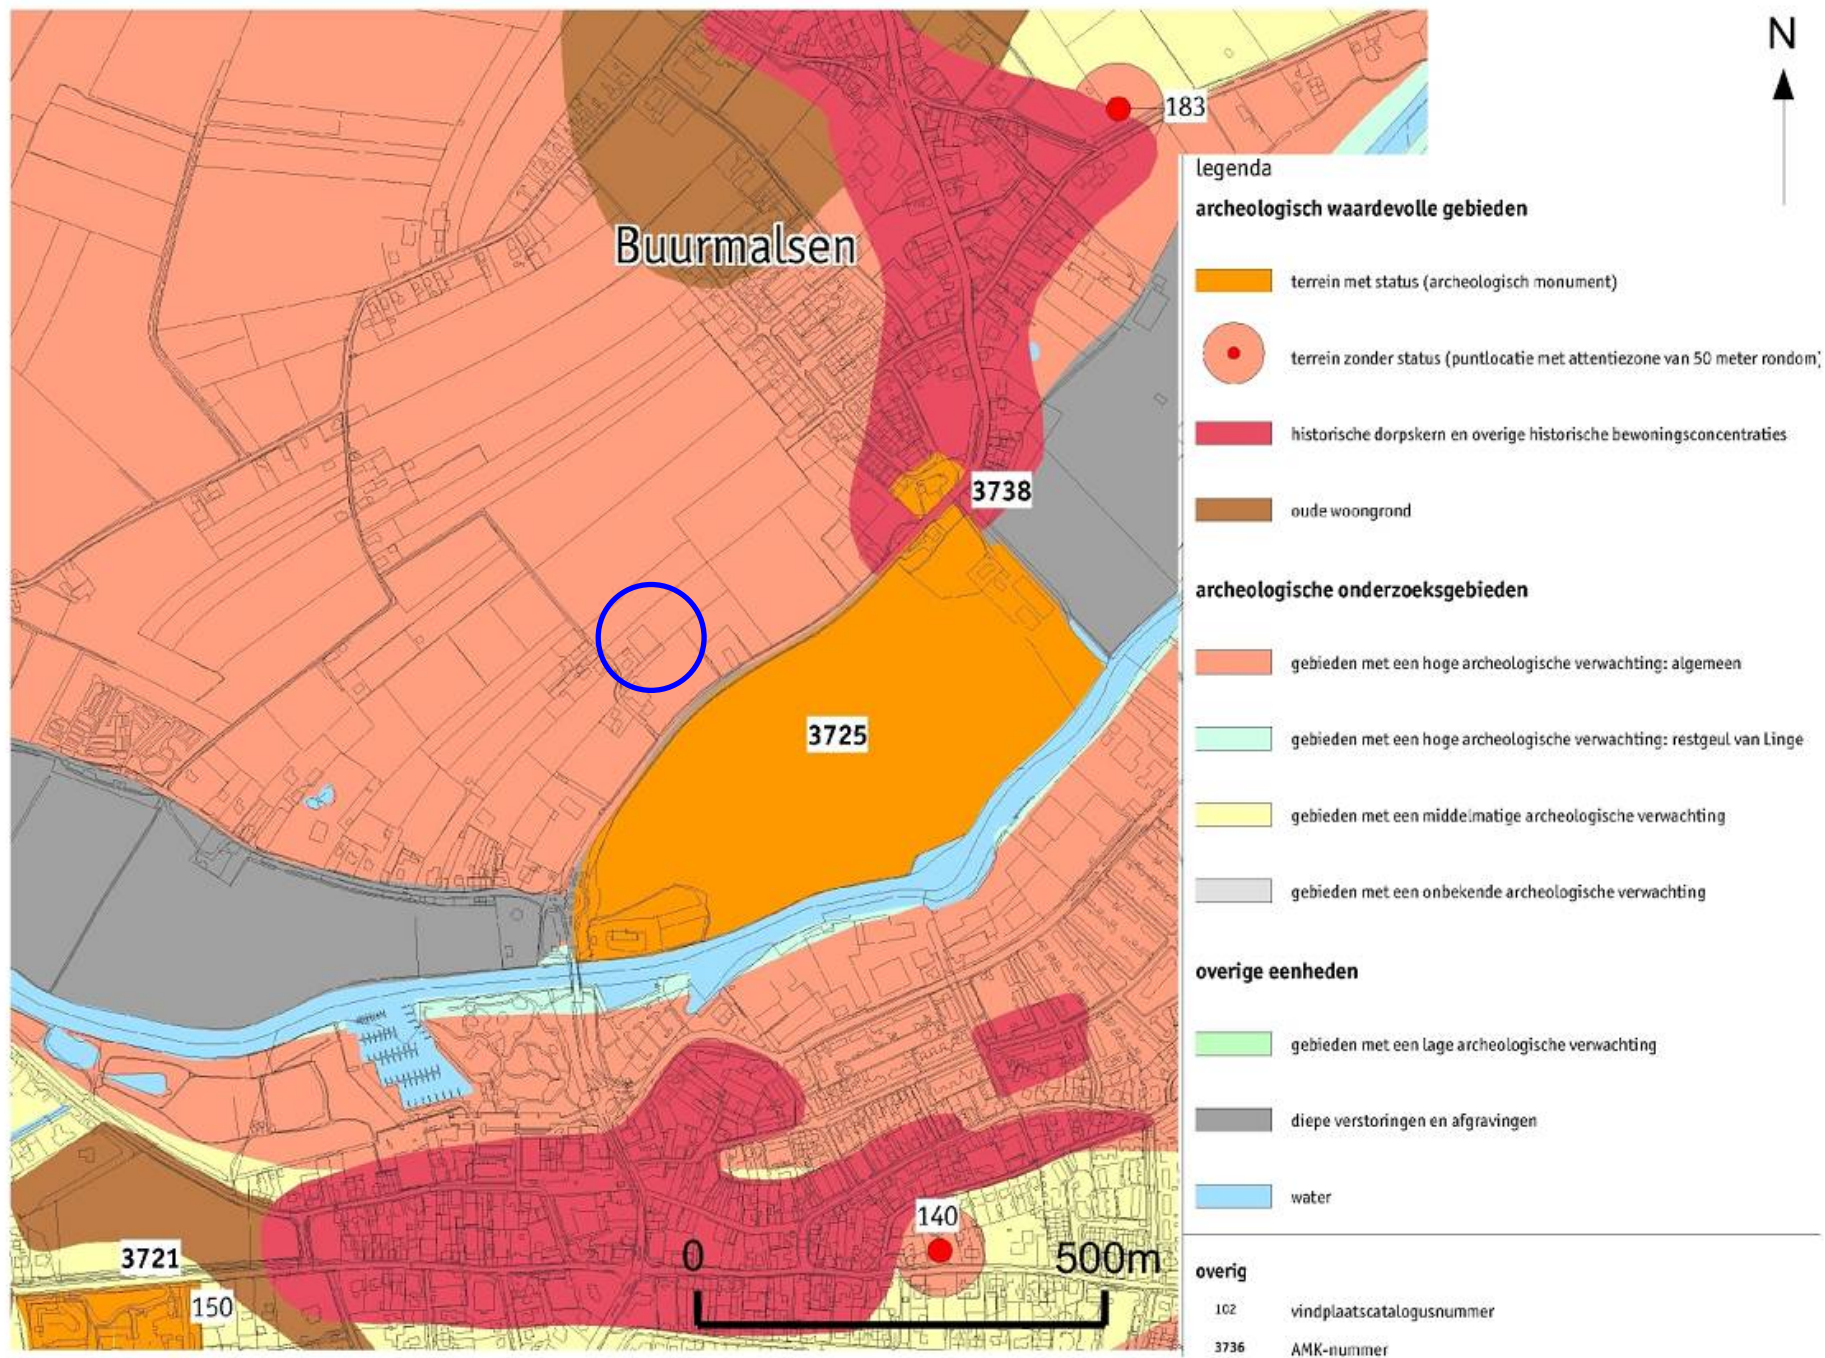 N
183
Buurmalsen
3738
3725
140
0
500m
3721
150
legenda
archeologisch waardevolle gebieden
terrein met status (archeologisch monument)
terrein zonder status (puntlocatie met attentiezone van 50 meter rondom)
historische dorpskern en overige historische bewoningsconcentraties
oude woongrond
archeologische onderzoeksgebieden
gebieden met een hoge archeologische verwachting: algemeen
gebieden met een hoge archeologische verwachting: restgeul van Linge
gebieden met een middelmatige archeologische verwachting
gebieden met een onbekende archeologische verwachting
overige eenheden
gebieden met een lage archeologische verwachting
diepe verstoringen en afgravingen
water
overig
102 vindplaatscatalogusnummer
3736 AMK-nummer